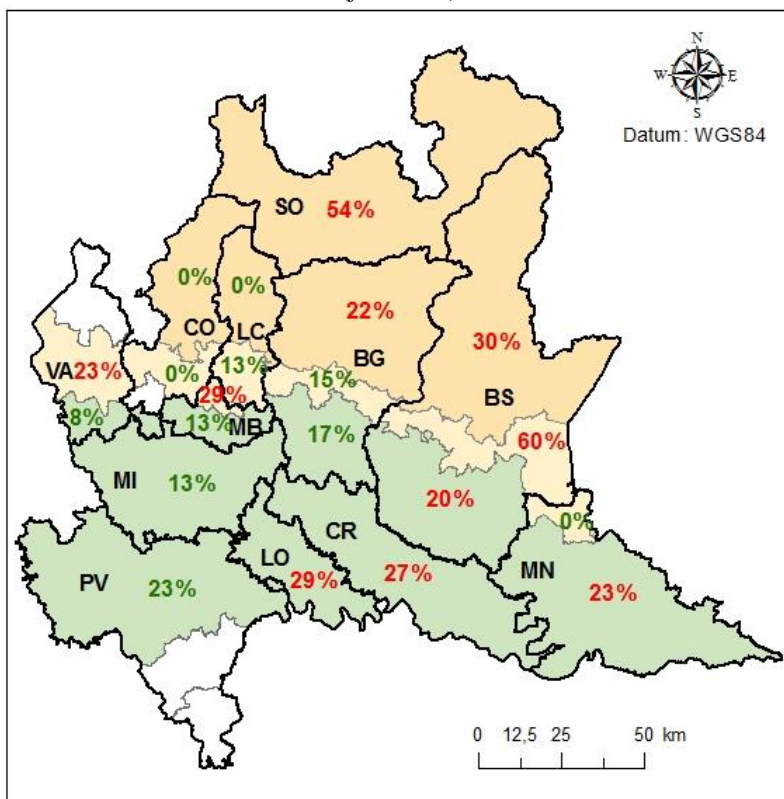 N
W E
S
Datum: WGS84
SO 54%
0% 0%
22%
CO LC BG
30%
VA 23% 0% 13% 15% BS
29%
8% 13% MB 60%
17%
MI 13% 20%
0%
CR
LO MN
PV 23% 29% 27% 23%
0 12,5 25 50 km